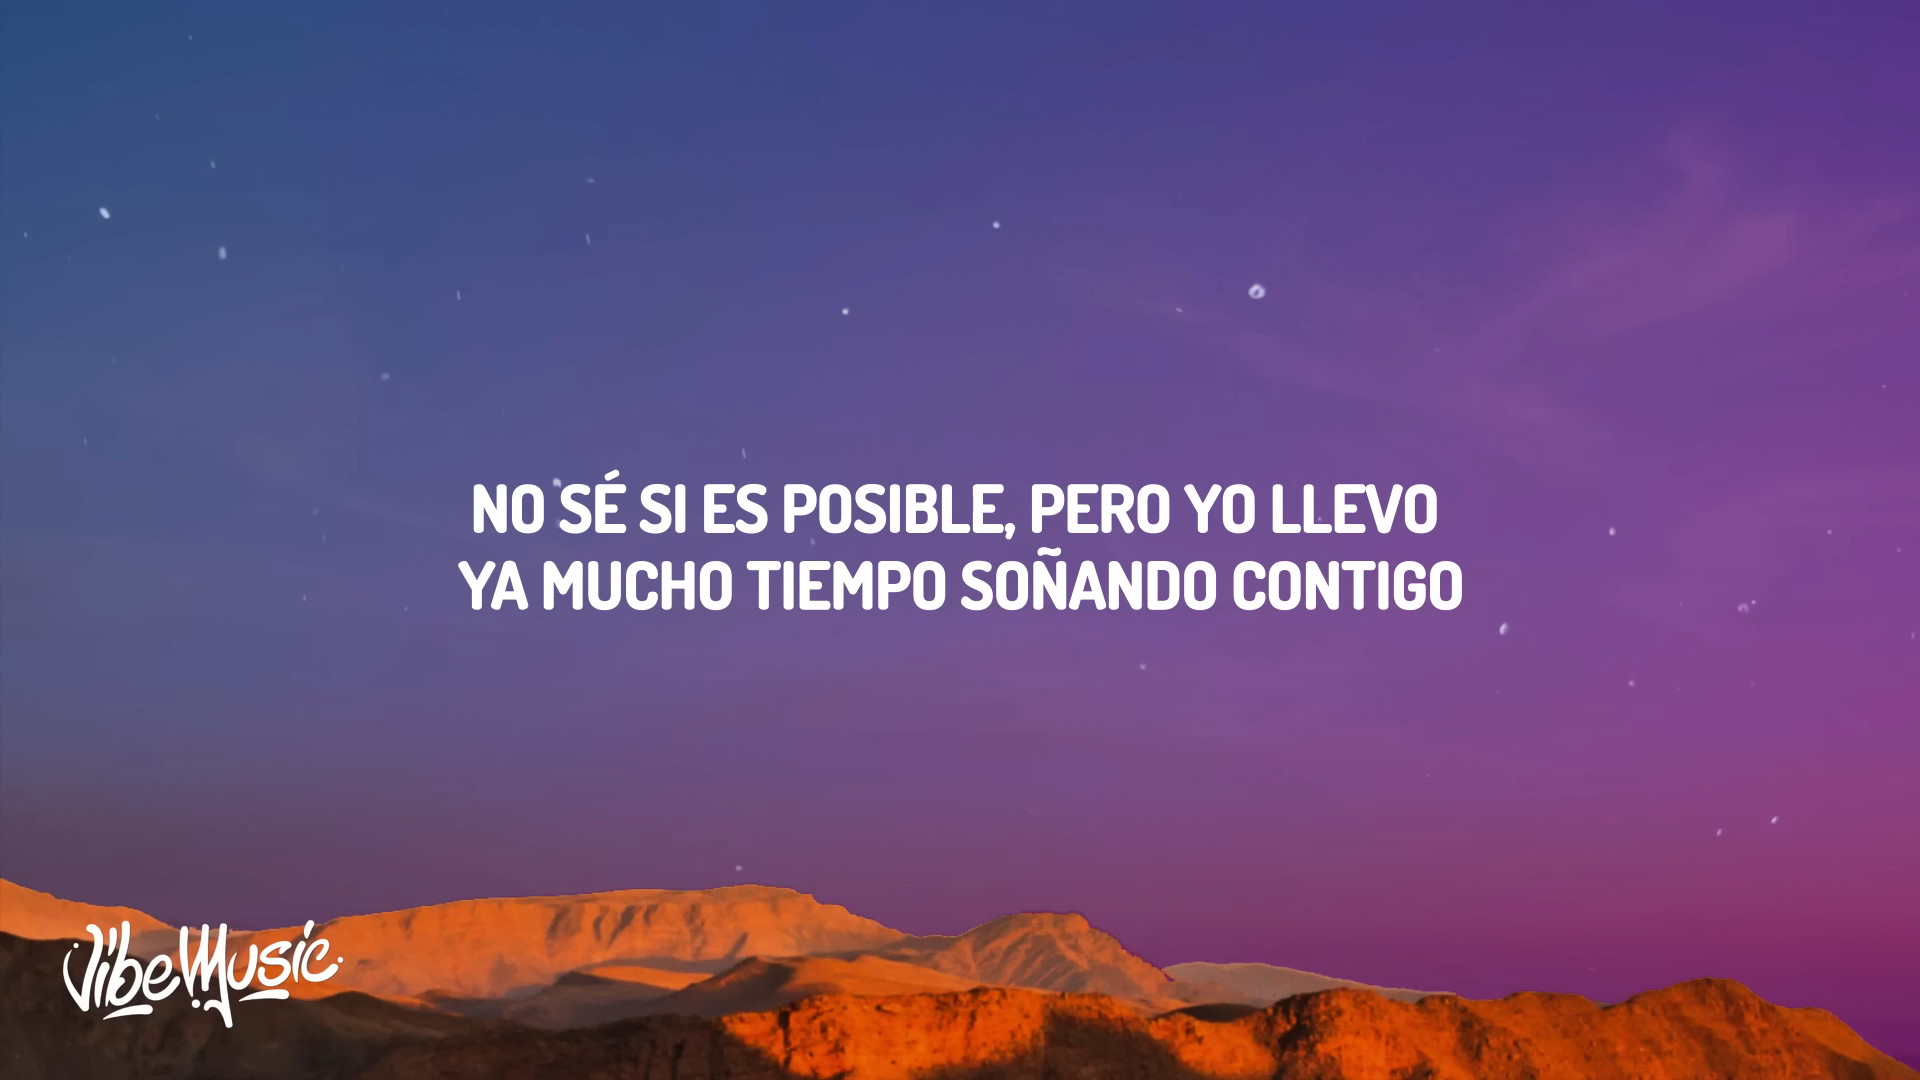 NO SÉ SI ES POSIBLE, PERO YO LLEVO
YA MUCHO TIEMPO SOÑANDO CONTIGO
VibeMusic.